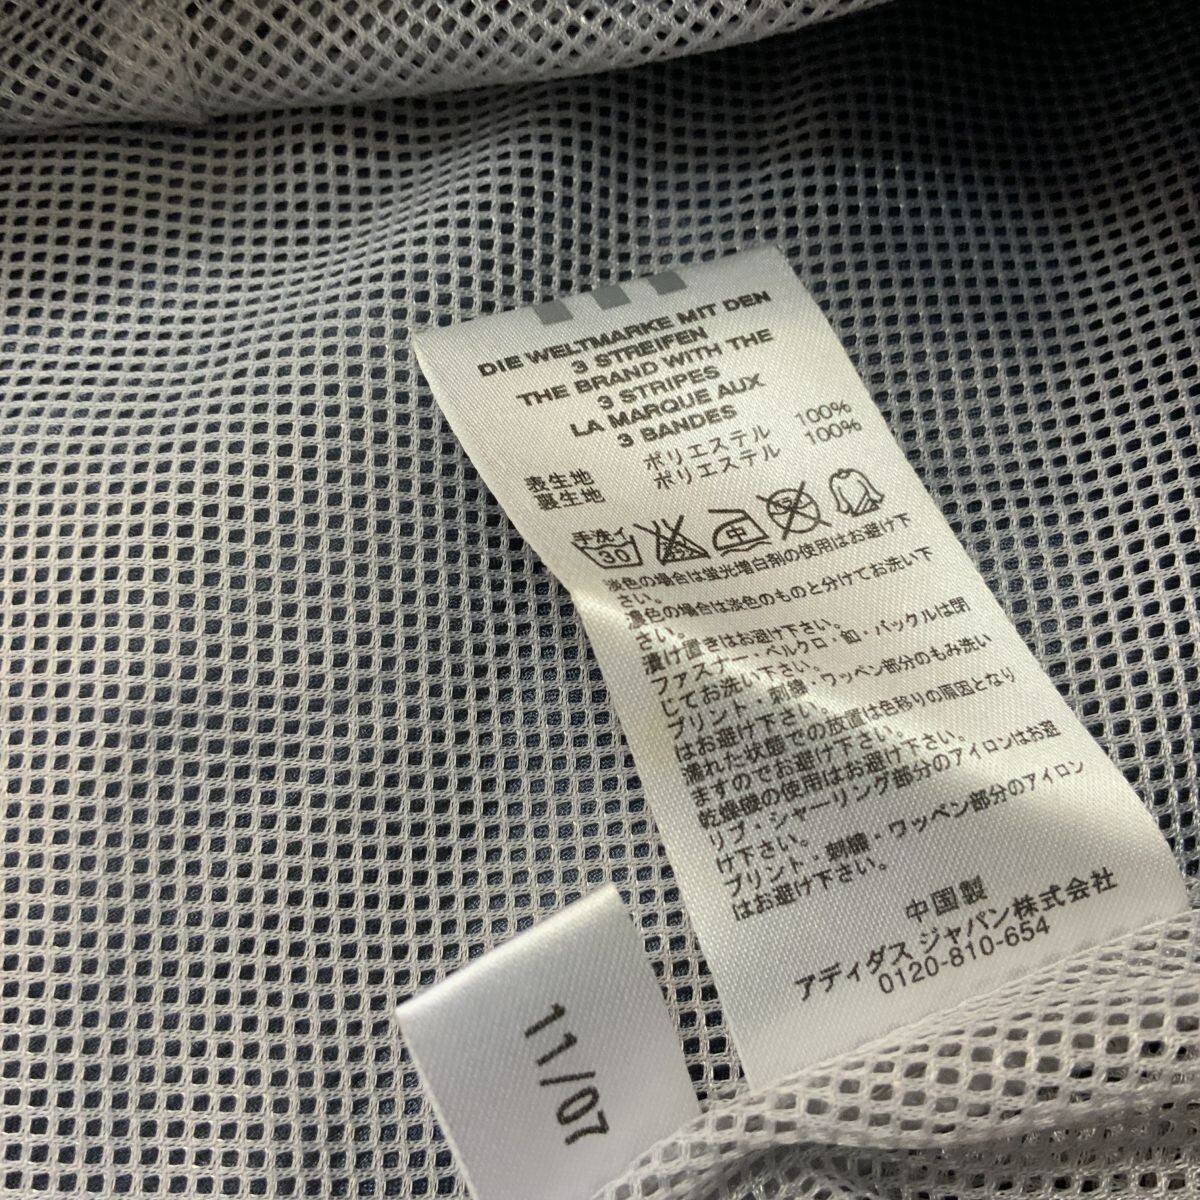 DIE WELTMARKE MIT DEN
3 STREIFEN
THE BRAND WITH THE
3 STRIPES
LA MARQUE AUX
3 BANDES
表生地 ポリエステル 100%
裏生地 ポリエステル 100%
手洗イ
30
中
淡色の場合は蛍光増白剤の使用はお避け下
さい。
濃色の場合は淡色のものと分けてお洗い下
さい。
漬け置きはお避け下さい。
ファスナー・ベルクロ・釦・バックルは閉
じてお洗い下さい。
プリント・刺繍・ワッペン部分のもみ洗い
はお避け下さい。
濡れた状態での放置は色移りの原因となり
ますのでお避け下さい。
乾燥機の使用はお避け下さい。
リブ・シャーリング部分のアイロンはお避
け下さい。
プリント・刺繍・ワッペン部分のアイロン
はお避け下さい。
中国製
アディダス ジャパン株式会社
0120-810-654
11/07